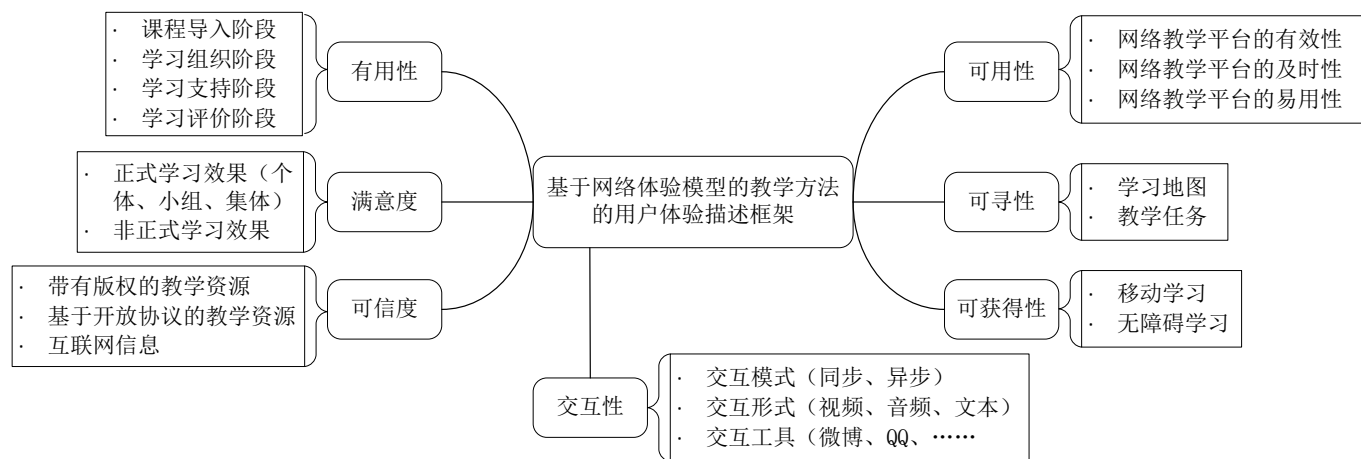 · 课程导入阶段
· 学习组织阶段
· 学习支持阶段
· 学习评价阶段
有用性
· 正式学习效果（个
体、小组、集体）
· 非正式学习效果
满意度
· 带有版权的教学资源
· 基于开放协议的教学资源
· 互联网信息
可信度
基于网络体验模型的教学方法
的用户体验描述框架
可用性
· 网络教学平台的有效性
· 网络教学平台的及时性
· 网络教学平台的易用性
可寻性
· 学习地图
· 教学任务
可获得性
· 移动学习
· 无障碍学习
交互性
· 交互模式（同步、异步）
· 交互形式（视频、音频、文本）
· 交互工具（微博、QQ、……